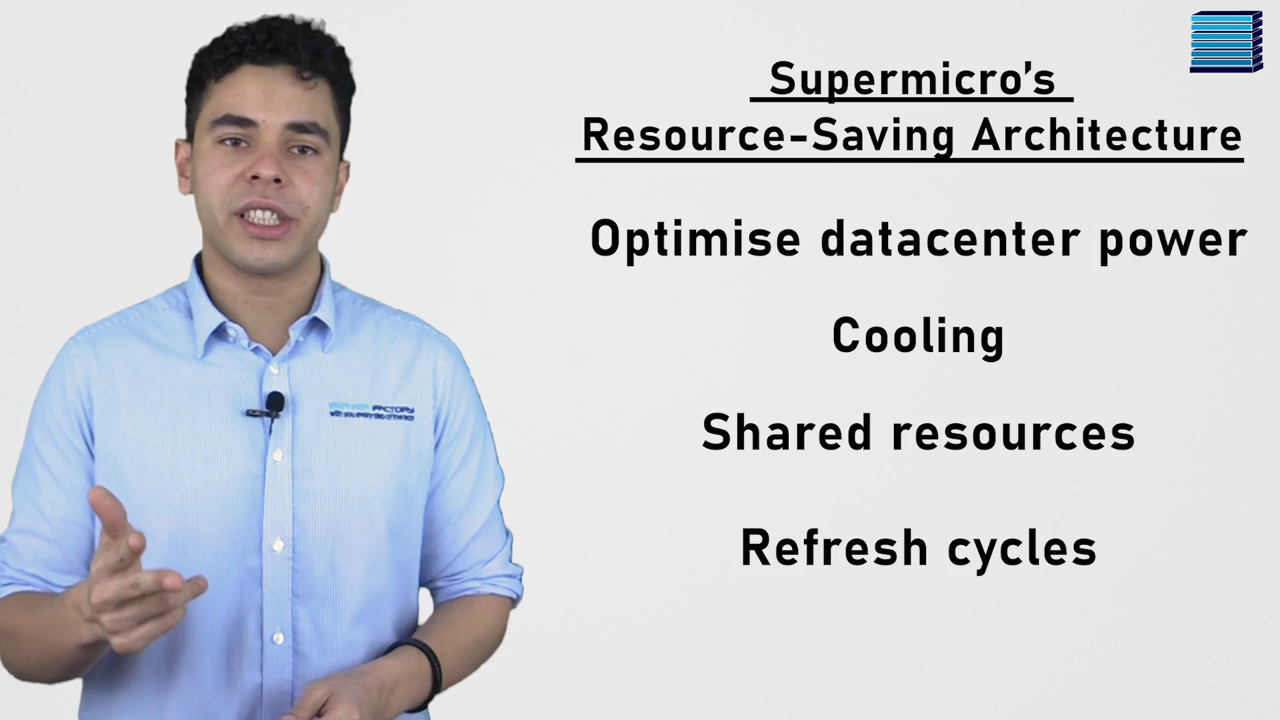 Supermicro's
Resource-Saving Architecture
Optimise datacenter power
Cooling
Shared resources
Refresh cycles